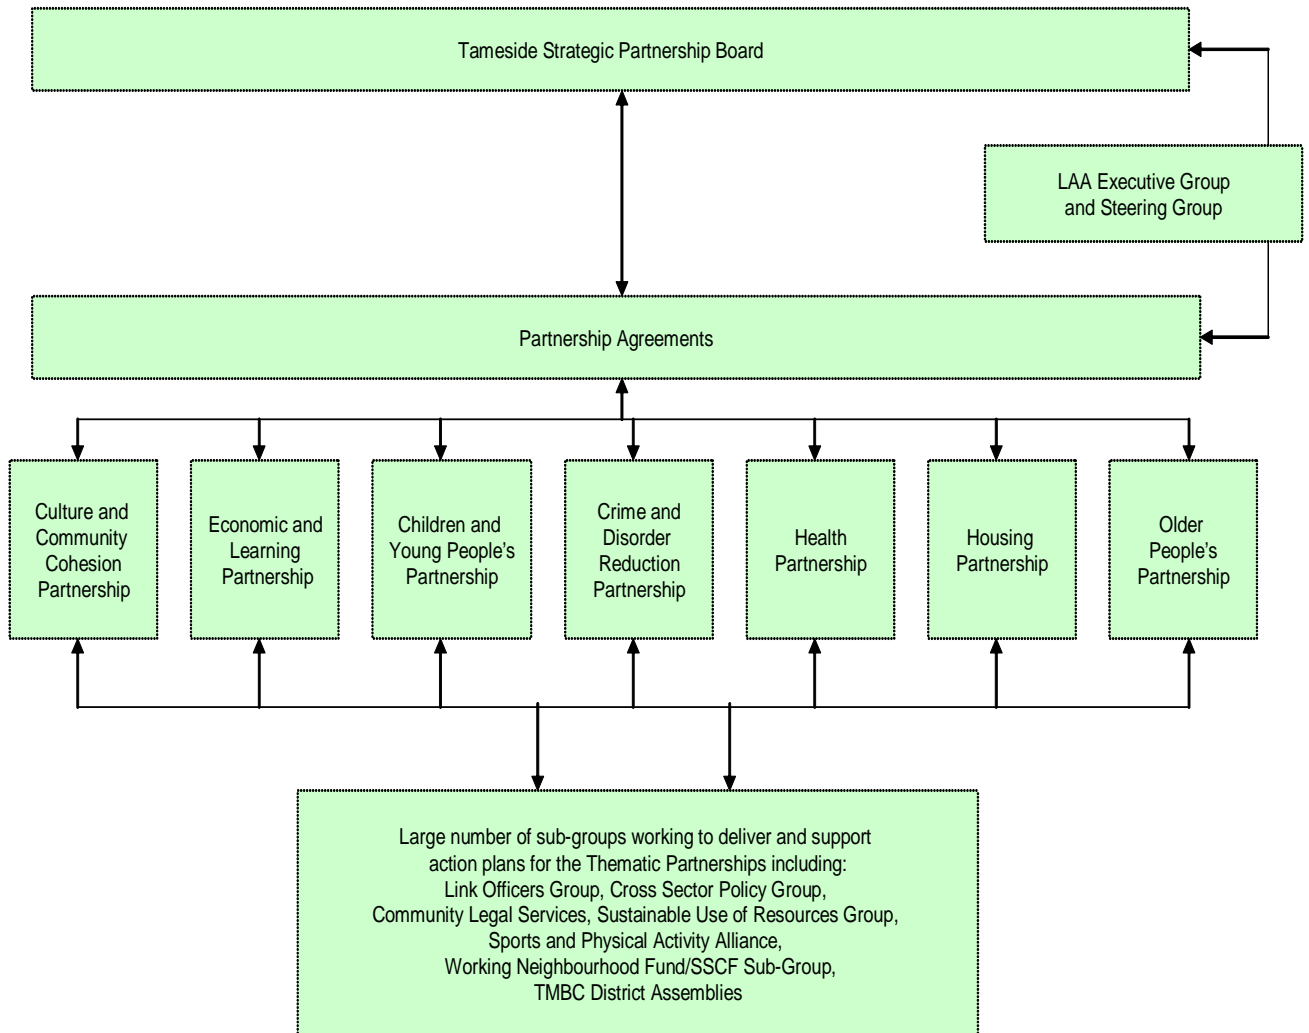 Tameside Strategic Partnership Board
LAA Executive Group
and Steering Group
Partnership Agreements
Culture and
Community
Cohesion
Partnership
Economic and
Learning
Partnership
Children and
Young People's
Partnership
Crime and
Disorder
Reduction
Partnership
Health
Partnership
Housing
Partnership
Older
People's
Partnership
Large number of sub-groups working to deliver and support
action plans for the Thematic Partnerships including:
Link Officers Group, Cross Sector Policy Group,
Community Legal Services, Sustainable Use of Resources Group,
Sports and Physical Activity Alliance,
Working Neighbourhood Fund/SSCF Sub-Group,
TMBC District Assemblies